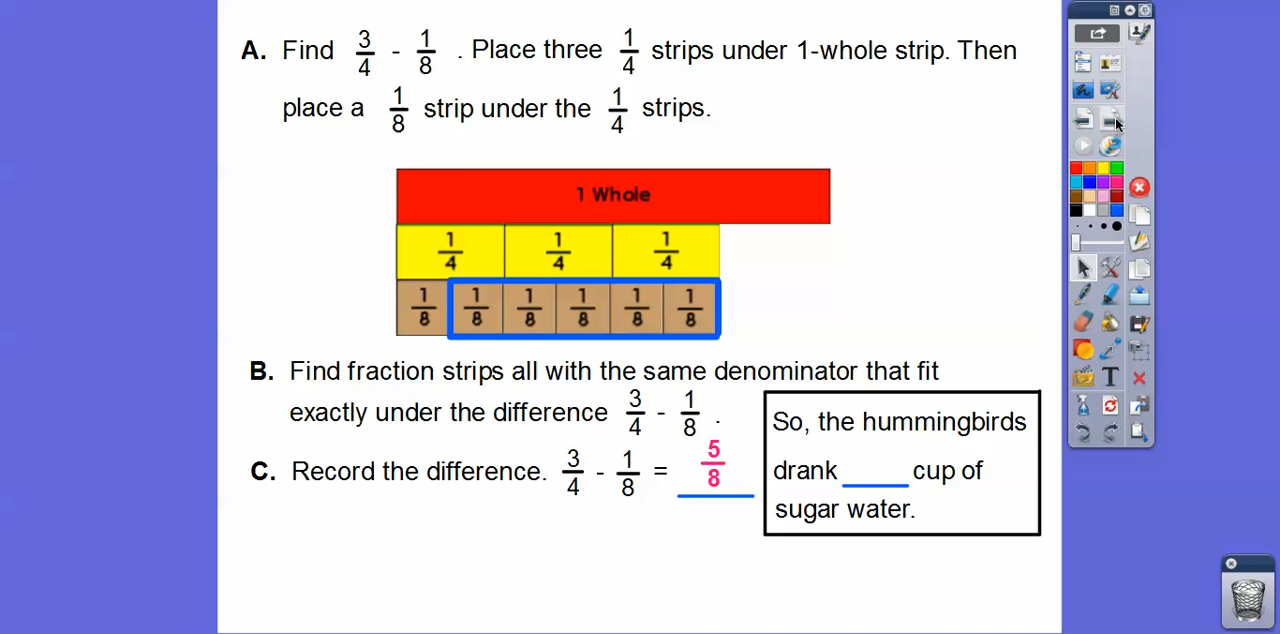 A. Find 3/4 - 1/8 . Place three 1/4 strips under 1-whole strip. Then
place a 1/8 strip under the 1/4 strips.
1 Whole
1/4 1/4 1/4
1/8 1/8 1/8 1/8 1/8 1/8
B. Find fraction strips all with the same denominator that fit
exactly under the difference 3/4 - 1/8 .
C. Record the difference. 3/4 - 1/8 = 5/8
So, the hummingbirds
drank _____ cup of
sugar water.